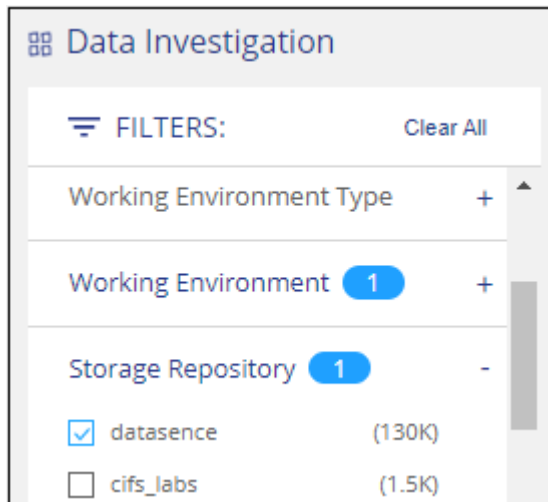 Data Investigation
FILTERS: Clear All
Working Environment Type +
Working Environment 1 +
Storage Repository 1 -
datasence (130K)
cifs_labs (1.5K)